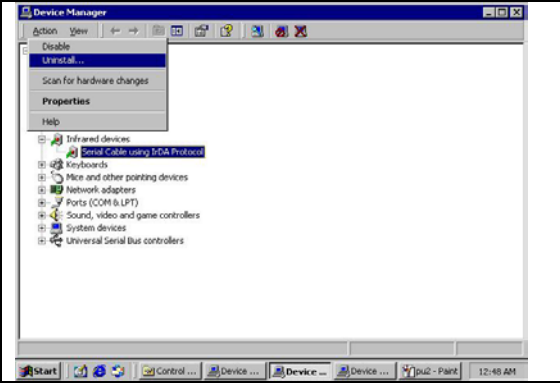 Device Manager
Action View
Disable
Uninstall...
Scan for hardware changes
Properties
Help
Infrared devices
Serial Cable using IrDA Protocol
Keyboards
Mice and other pointing devices
Network adapters
Ports (COM & LPT)
Sound, video and game controllers
System devices
Universal Serial Bus controllers
Start Control ... Device ... Device ... Device ... pu2 - Paint 12:48 AM